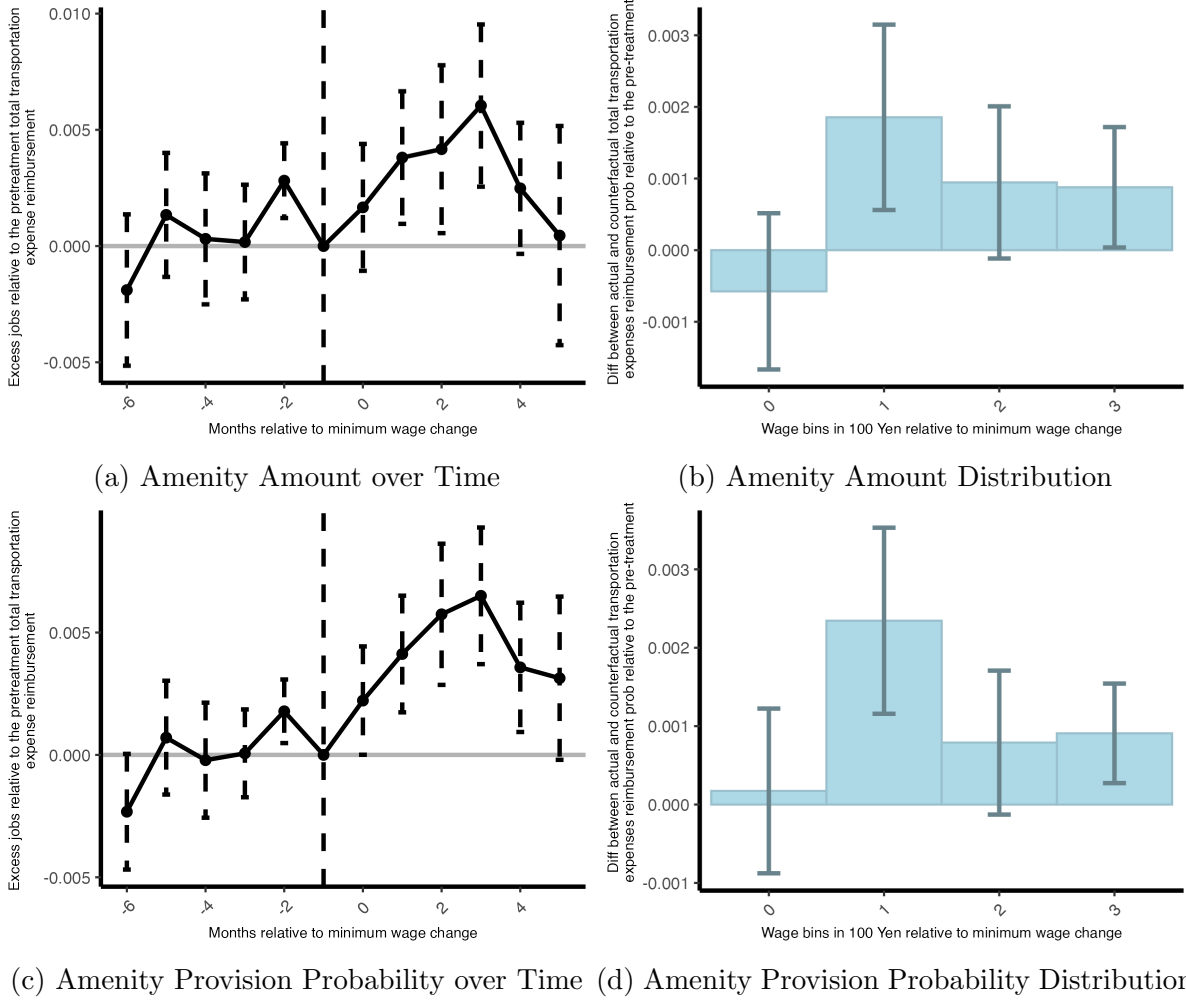 Excess jobs relative to the pretreatment total transportation
expense reimbursement
0.010
0.005
0.000
-0.005
-6
-4
-2
0
2
4
Months relative to minimum wage change
(a) Amenity Amount over Time
Diff between actual and counterfactual total transportation
expenses reimbursement prob relative to the pre-treatment
0.003
0.002
0.001
0.000
-0.001
0
1
2
3
Wage bins in 100 Yen relative to minimum wage change
(b) Amenity Amount Distribution
Excess jobs relative to the pretreatment total transportation
expense reimbursement
0.005
0.000
-0.005
-6
-4
-2
0
2
4
Months relative to minimum wage change
(c) Amenity Provision Probability over Time
Diff between actual and counterfactual transportation
expenses reimbursement prob relative to the pre-treatment
0.003
0.002
0.001
0.000
-0.001
0
1
2
3
Wage bins in 100 Yen relative to minimum wage change
(d) Amenity Provision Probability Distribution